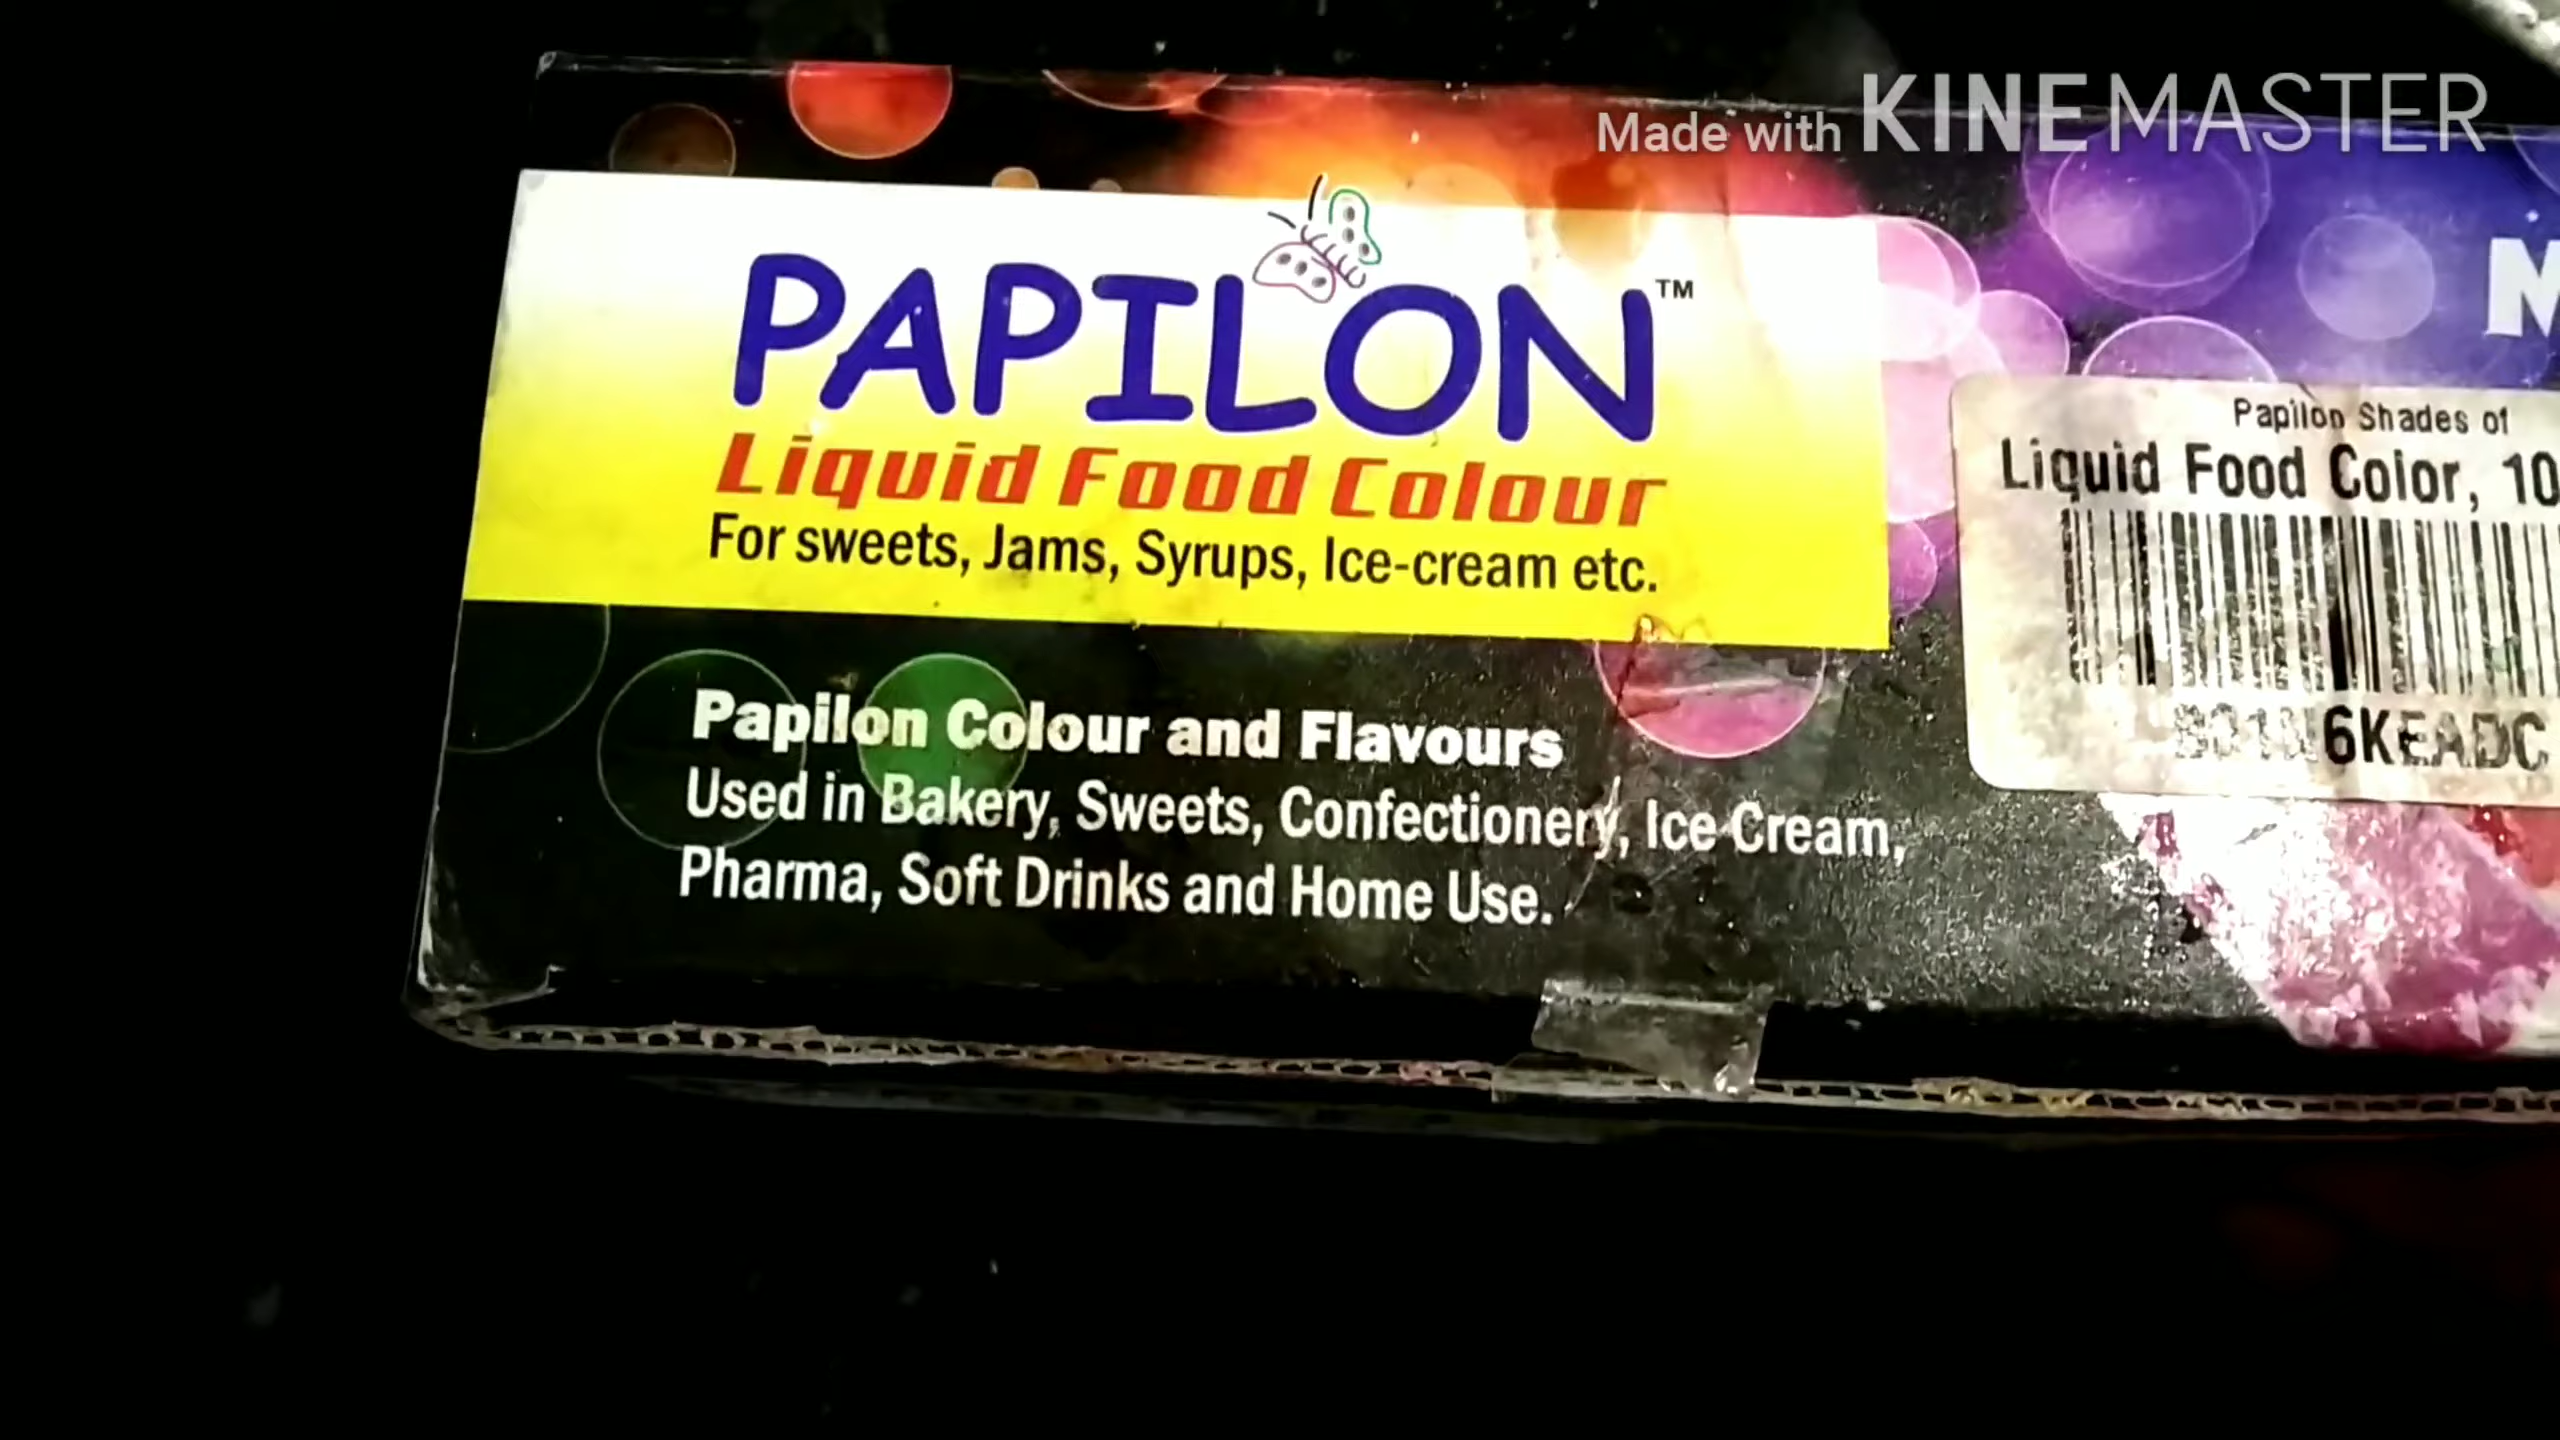 Made with KINEMASTER
PAPILON™
Liquid Food Colour
For sweets, Jams, Syrups, Ice-cream etc.
Papilon Colour and Flavours
Used in Bakery, Sweets, Confectionery, Ice Cream,
Pharma, Soft Drinks and Home Use.
M
Papilon Shades of
Liquid Food Color, 10